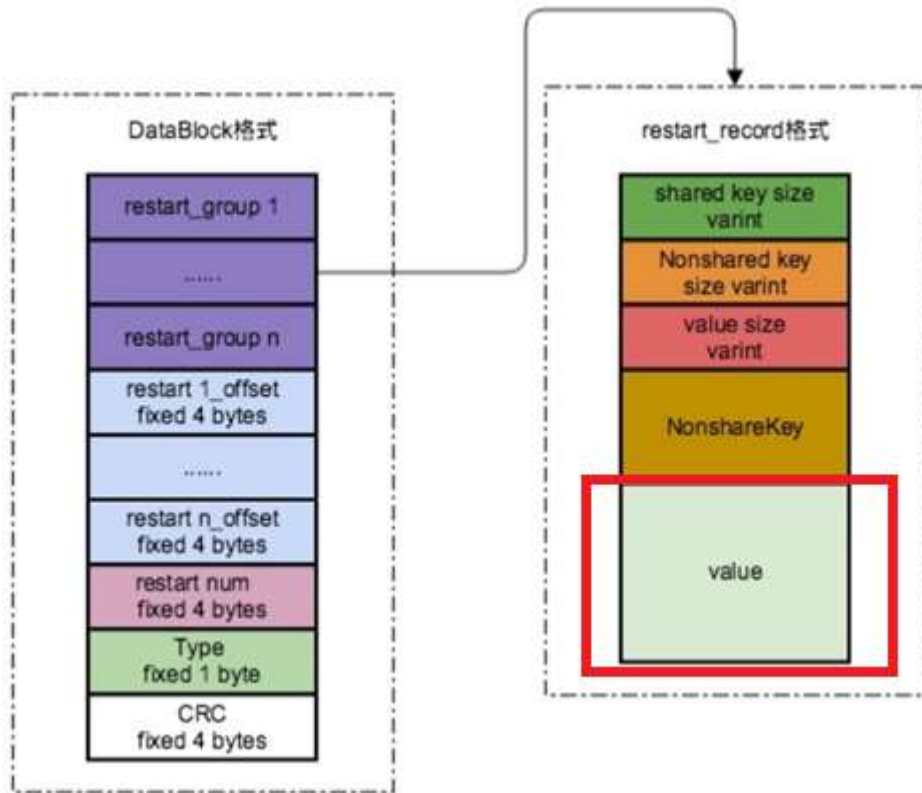 DataBlock格式
restart_group 1
......
restart_group n
restart 1_offset
fixed 4 bytes
......
restart n_offset
fixed 4 bytes
restart num
fixed 4 bytes
Type
fixed 1 byte
CRC
fixed 4 bytes
restart_record格式
shared key size
varint
Nonshared key
size varint
value size
varint
NonshareKey
value